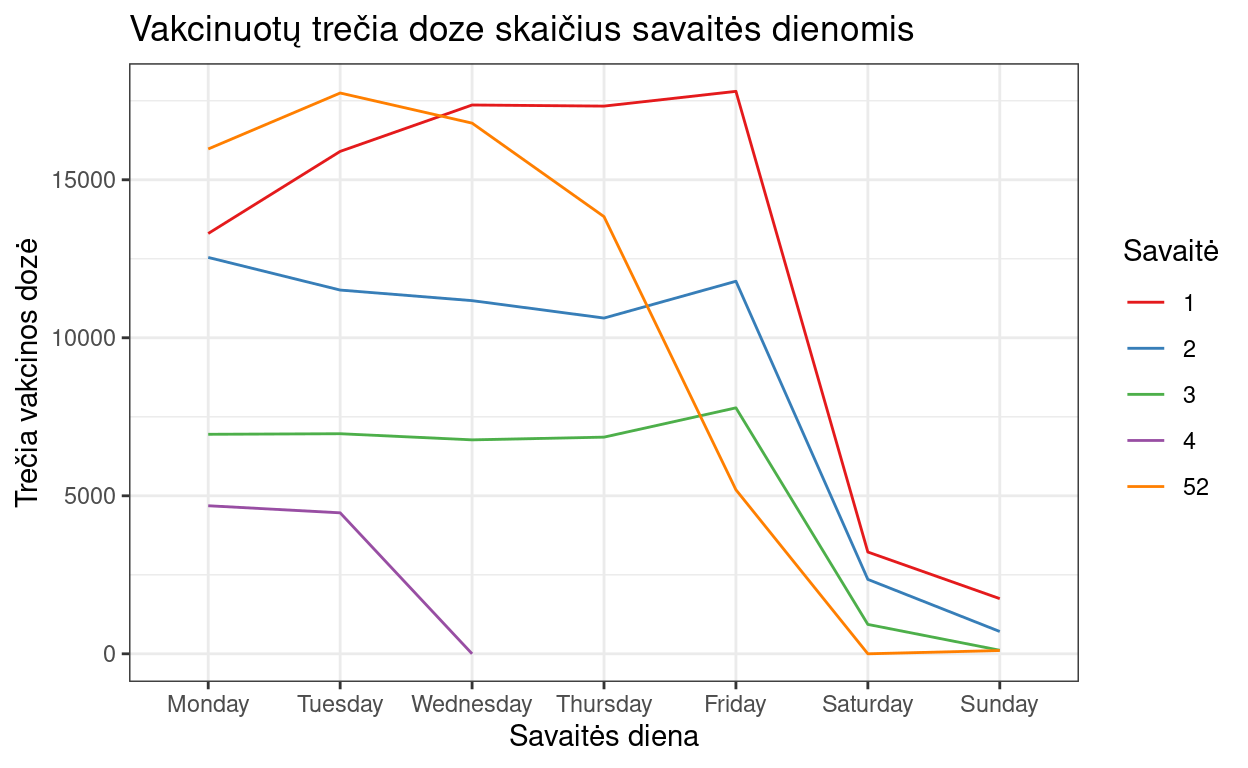 Vakcinuotų trečia doze skaičius savaitės dienomis
Trečia vakcinos dozė
15000
10000
5000
0
Monday Tuesday Wednesday Thursday Friday Saturday Sunday
Savaitės diena
Savaitė
1
2
3
4
52